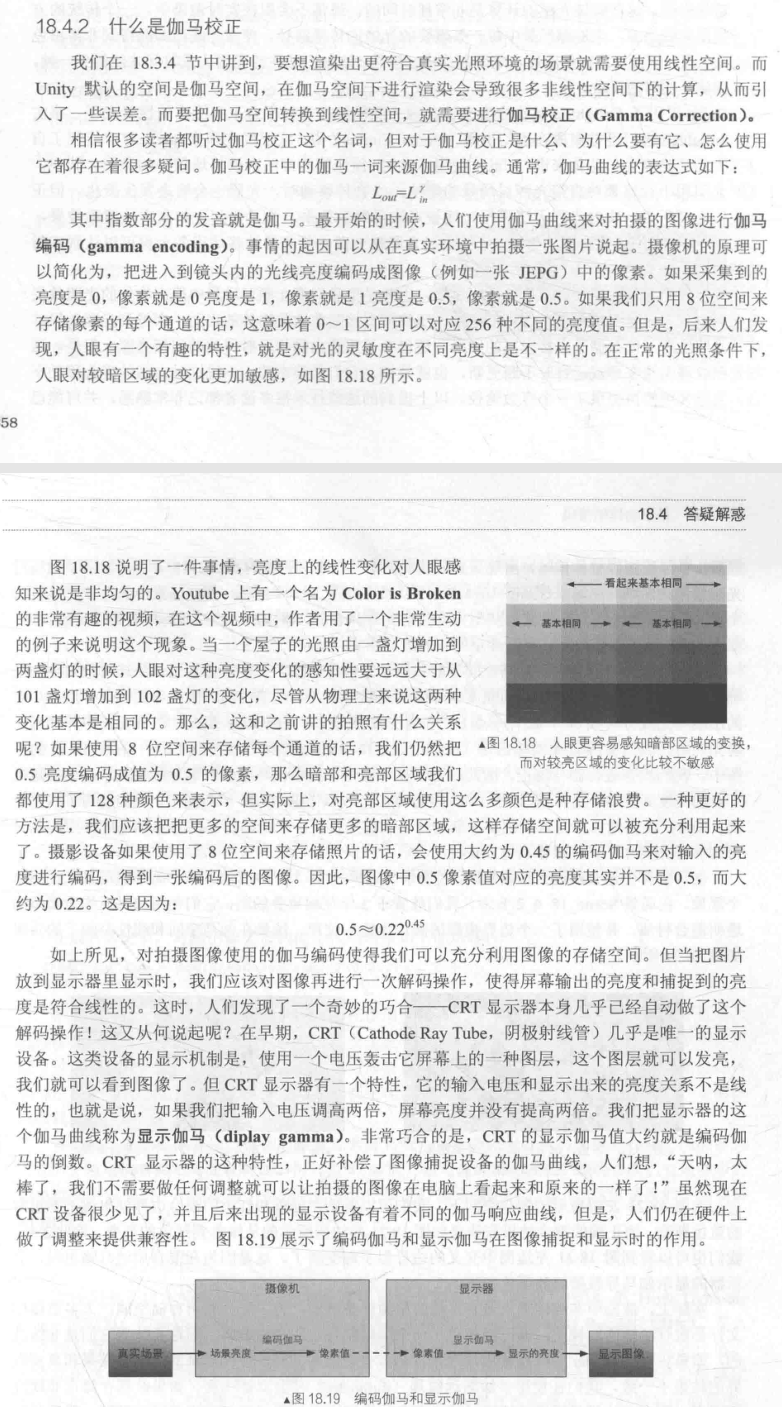 18.4.2 什么是伽马校正
我们在 18.3.4 节中讲到，要想渲染出更符合真实光照环境的场景就需要使用线性空间。而
Unity 默认的空间是伽马空间，在伽马空间下进行渲染会导致很多非线性空间下的计算，从而引
入了一些误差。而要把伽马空间转换到线性空间，就需要进行伽马校正（Gamma Correction）。
相信很多读者都听过伽马校正这个名词，但对于伽马校正是什么、为什么要有它、怎么使用
它都存在着很多疑问。伽马校正中的伽马一词来源伽马曲线。通常，伽马曲线的表达式如下：
L_out=L_in^γ
其中指数部分的发音就是伽马。最开始的时候，人们使用伽马曲线来对拍摄的图像进行伽马
编码（gamma encoding）。事情的起因可以从在真实环境中拍摄一张图片说起。摄像机的原理可
以简化为，把进入到镜头内的光线亮度编码成图像（例如一张 JEPG）中的像素。如果采集到的
亮度是 0，像素就是 0 亮度是 1，像素就是 1 亮度是 0.5，像素就是 0.5。如果我们只用 8 位空间来
存储像素的每个通道的话，这意味着 0～1 区间可以对应 256 种不同的亮度值。但是，后来人们发
现，人眼有一个有趣的特性，就是对光的灵敏度在不同亮度上是不一样的。在正常的光照条件下，
人眼对较暗区域的变化更加敏感，如图 18.18 所示。
58
18.4 答疑解惑
图 18.18 说明了一件事情，亮度上的线性变化对人眼感
知来说是非均匀的。Youtube 上有一个名为 Color is Broken
的非常有趣的视频，在这个视频中，作者用了一个非常生动
的例子来说明这个现象。当一个屋子的光照由一盏灯增加到
两盏灯的时候，人眼对这种亮度变化的感知性要远远大于从
101 盏灯增加到 102 盏灯的变化，尽管从物理上来说这两种
变化基本是相同的。那么，这和之前讲的拍照有什么关系
呢？如果使用 8 位空间来存储每个通道的话，我们仍然把
0.5 亮度编码成值为 0.5 的像素，那么暗部和亮部区域我们
看起来基本相同
基本相同 基本相同
▲图 18.18 人眼更容易感知暗部区域的变换，
而对较亮区域的变化比较不敏感
都使用了 128 种颜色来表示，但实际上，对亮部区域使用这么多颜色是种存储浪费。一种更好的
方法是，我们应该把把更多的空间来存储更多的暗部区域，这样存储空间就可以被充分利用起来
了。摄影设备如果使用了 8 位空间来存储照片的话，会使用大约为 0.45 的编码伽马来对输入的亮
度进行编码，得到一张编码后的图像。因此，图像中 0.5 像素值对应的亮度其实并不是 0.5，而大
约为 0.22。这是因为：
0.5≈0.22^0.45
如上所见，对拍摄图像使用的伽马编码使得我们可以充分利用图像的存储空间。但当把图片
放到显示器里显示时，我们应该对图像再进行一次解码操作，使得屏幕输出的亮度和捕捉到的亮
度是符合线性的。这时，人们发现了一个奇妙的巧合——CRT 显示器本身几乎已经自动做了这个
解码操作！这又从何说起呢？在早期，CRT（Cathode Ray Tube，阴极射线管）几乎是唯一的显示
设备。这类设备的显示机制是，使用一个电压轰击它屏幕上的一种图层，这个图层就可以发亮，
我们就可以看到图像了。但 CRT 显示器有一个特性，它的输入电压和显示出来的亮度关系不是线
性的，也就是说，如果我们把输入电压调高两倍，屏幕亮度并没有提高两倍。我们把显示器的这
个伽马曲线称为显示伽马（diplay gamma）。非常巧合的是，CRT 的显示伽马值大约就是编码伽
马的倒数。CRT 显示器的这种特性，正好补偿了图像捕捉设备的伽马曲线，人们想，“天呐，太
棒了，我们不需要做任何调整就可以让拍摄的图像在电脑上看起来和原来的一样了！”虽然现在
CRT 设备很少见了，并且后来出现的显示设备有着不同的伽马响应曲线，但是，人们仍在硬件上
做了调整来提供兼容性。 图 18.19 展示了编码伽马和显示伽马在图像捕捉和显示时的作用。
摄像机 显示器
编码伽马 显示伽马
真实场景 场景亮度 像素值 像素值 显示的亮度 显示图像
▲图 18.19 编码伽马和显示伽马